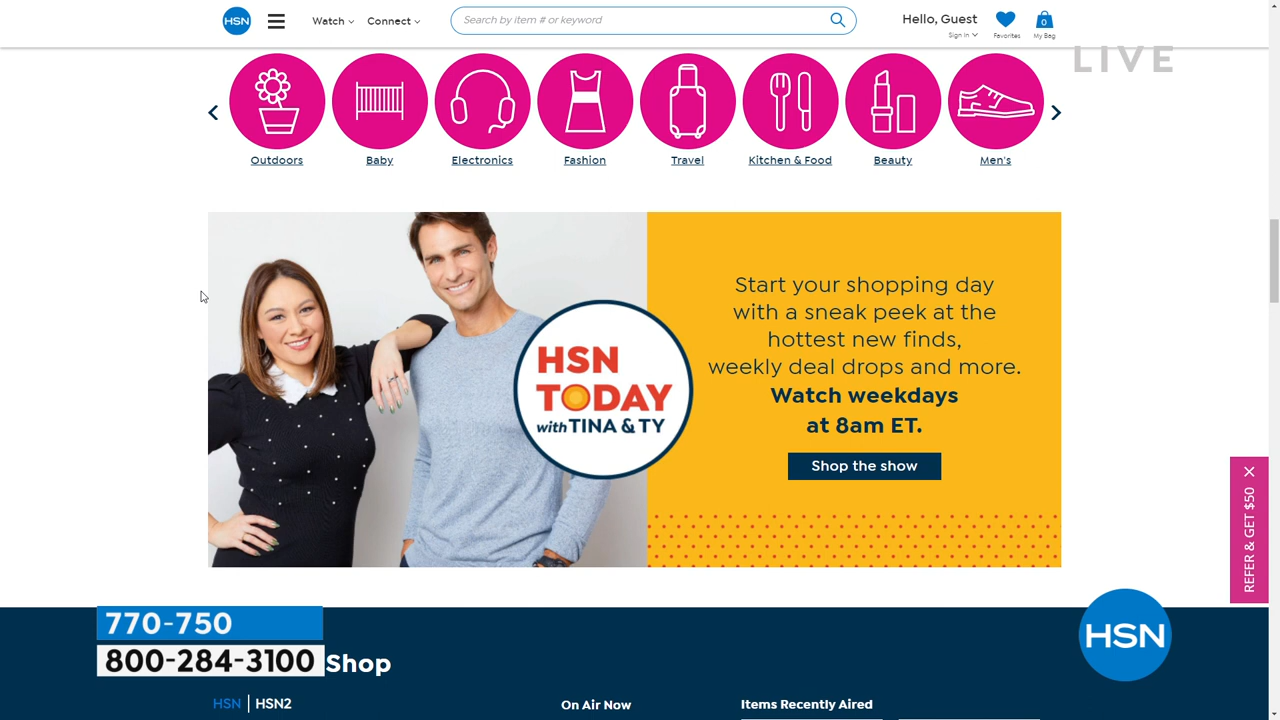 HSN
Watch
Connect
Search by item # or keyword
Hello, Guest
Sign In
Favorites
0
My Bag
LIVE
Outdoors
Baby
Electronics
Fashion
Travel
Kitchen & Food
Beauty
Men's
HSN
TODAY
with TINA & TY
Start your shopping day
with a sneak peek at the
hottest new finds,
weekly deal drops and more.
Watch weekdays
at 8am ET.
Shop the show
REFER & GET $50
770-750
800-284-3100
Shop
HSN
HSN | HSN2
On Air Now
Items Recently Aired